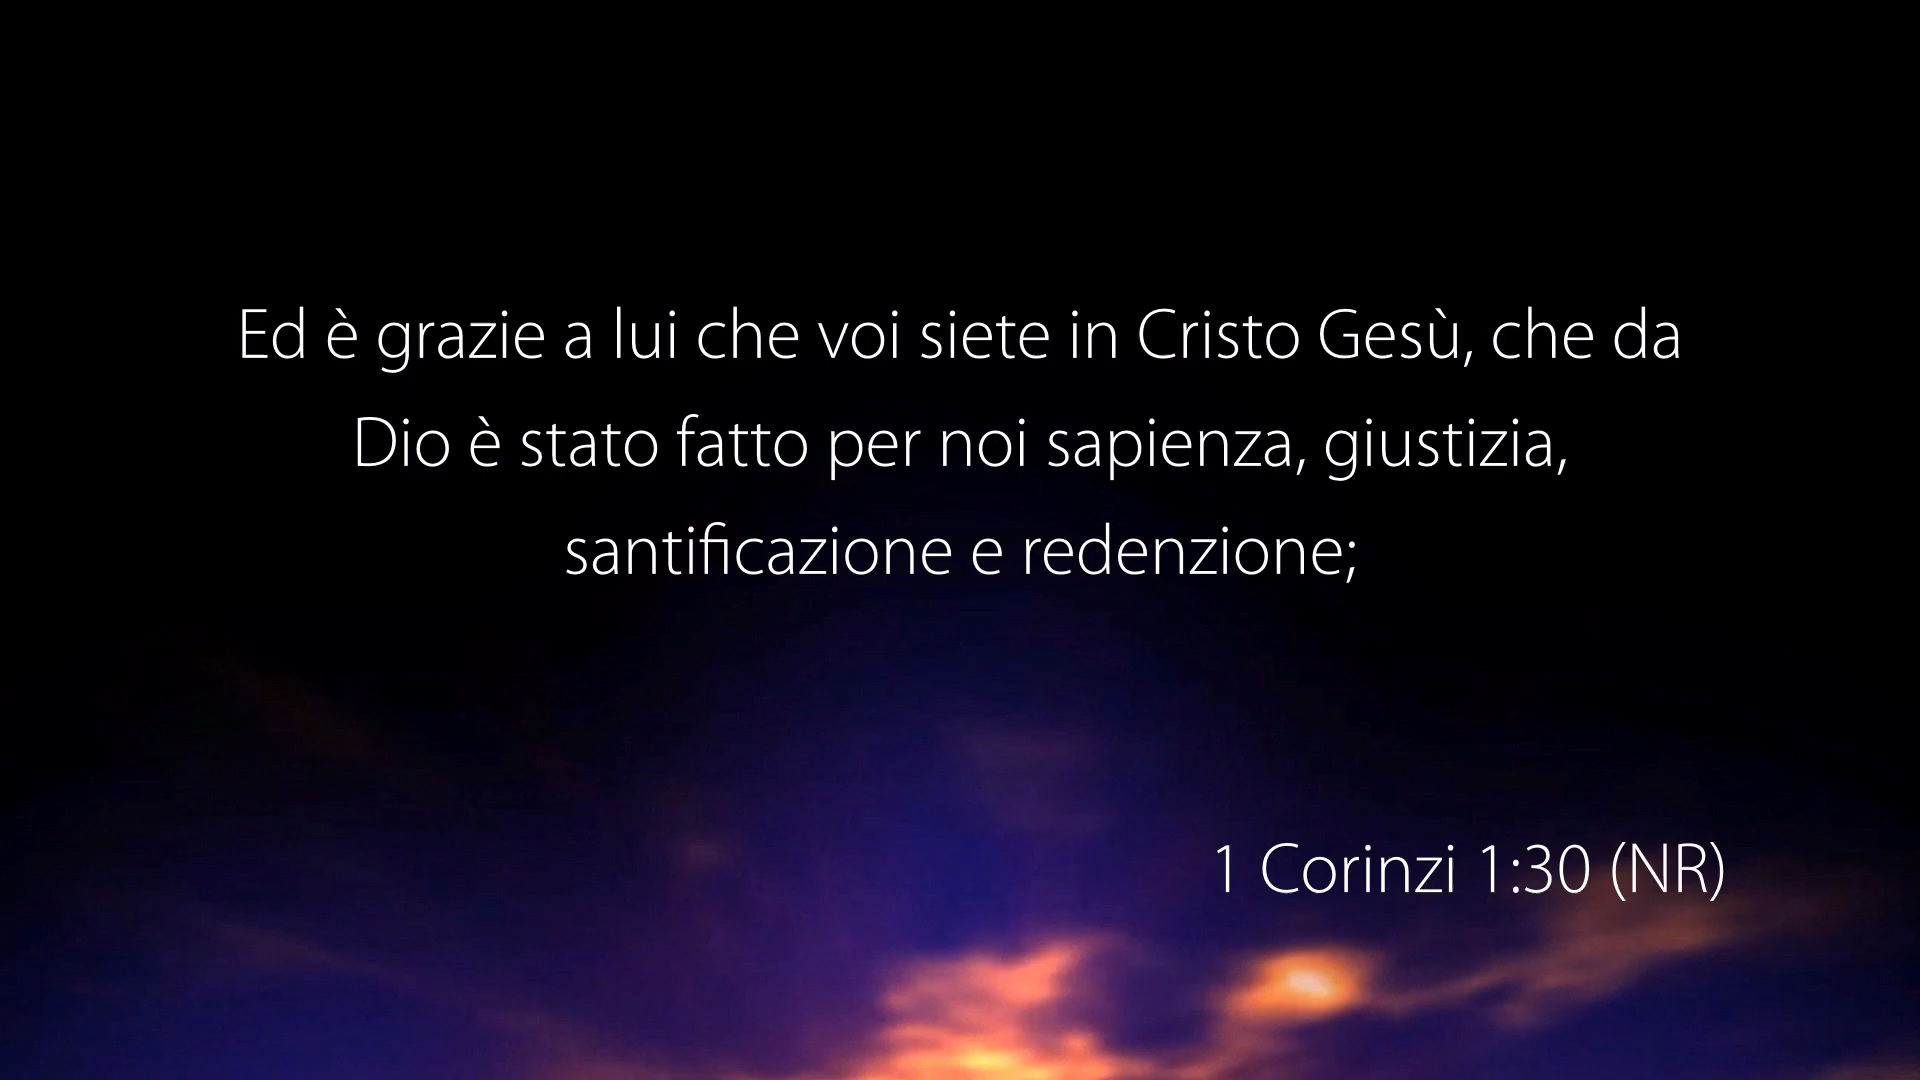 Ed è grazie a lui che voi siete in Cristo Gesù, che da
Dio è stato fatto per noi sapienza, giustizia,
santificazione e redenzione;
1 Corinzi 1:30 (NR)